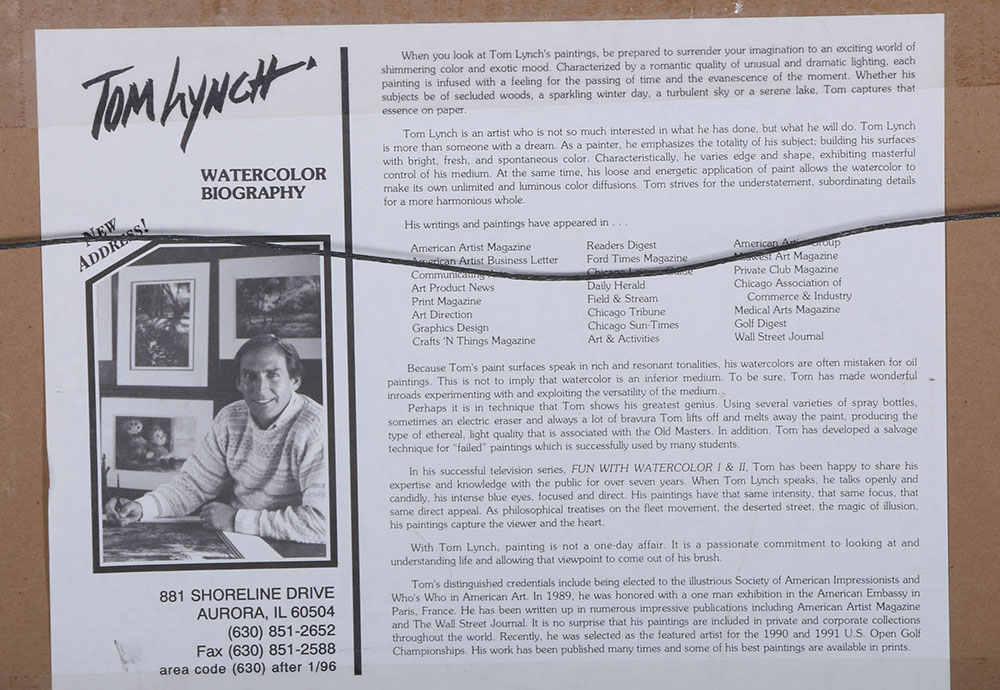 TOM LYNCH
WATERCOLOR
BIOGRAPHY
NEW
ADDRESS!
881 SHORELINE DRIVE
AURORA, IL 60504
(630) 851-2652
Fax (630) 851-2588
area code (630) after 1/96
When you look at Tom Lynch's paintings, be prepared to surrender your imagination to an exciting world of
shimmering color and exotic mood. Characterized by a romantic quality of unusual and dramatic lighting, each
painting is infused with a feeling for the passing of time and the evanescence of the moment. Whether his
subjects be of secluded woods, a sparkling winter day, a turbulent sky or a serene lake, Tom captures that
essence on paper.
Tom Lynch is an artist who is not so much interested in what he has done, but what he will do. Tom Lynch
is more than someone with a dream. As a painter, he emphasizes the totality of his subject; building his surfaces
with bright, fresh, and spontaneous color. Characteristically, he varies edge and shape, exhibiting masterful
control of his medium. At the same time, his loose and energetic application of paint allows the watercolor to
make its own unlimited and luminous color diffusions. Tom strives for the understatement, subordinating details
for a more harmonious whole.
His writings and paintings have appeared in . . .
American Artist Magazine
American Artist Business Letter
Communicating Arts
Art Product News
Print Magazine
Art Direction
Graphics Design
Crafts 'N Things Magazine
Readers Digest
Ford Times Magazine
Chicago Guide
Daily Herald
Field & Stream
Chicago Tribune
Chicago Sun-Times
Art & Activities
American Artist Group
Midwest Art Magazine
Private Club Magazine
Chicago Association of
Commerce & Industry
Medical Arts Magazine
Golf Digest
Wall Street Journal
Because Tom's paint surfaces speak in rich and resonant tonalities, his watercolors are often mistaken for oil
paintings. This is not to imply that watercolor is an inferior medium. To be sure, Tom has made wonderful
inroads experimenting with and exploiting the versatility of the medium.
Perhaps it is in technique that Tom shows his greatest genius. Using several varieties of spray bottles,
sometimes an electric eraser and always a lot of bravura Tom lifts off and melts away the paint, producing the
type of ethereal, light quality that is associated with the Old Masters. In addition, Tom has developed a salvage
technique for "failed" paintings which is successfully used by many students.
In his successful television series, FUN WITH WATERCOLOR I & II, Tom has been happy to share his
expertise and knowledge with the public for over seven years. When Tom Lynch speaks, he talks openly and
candidly, his intense blue eyes, focused and direct. His paintings have that same intensity, that same focus, that
same direct appeal. As philosophical treatises on the fleet movement, the deserted street, the magic of illusion,
his paintings capture the viewer and the heart.
With Tom Lynch, painting is not a one-day affair. It is a passionate commitment to looking at and
understanding life and allowing that viewpoint to come out of his brush.
Tom's distinguished credentials include being elected to the illustrious Society of American Impressionists and
Who's Who in American Art. In 1989, he was honored with a one man exhibition in the American Embassy in
Paris, France. He has been written up in numerous impressive publications including American Artist Magazine
and The Wall Street Journal. It is no surprise that his paintings are included in private and corporate collections
throughout the world. Recently, he was selected as the featured artist for the 1990 and 1991 U.S. Open Golf
Championships. His work has been published many times and some of his best paintings are available in prints.